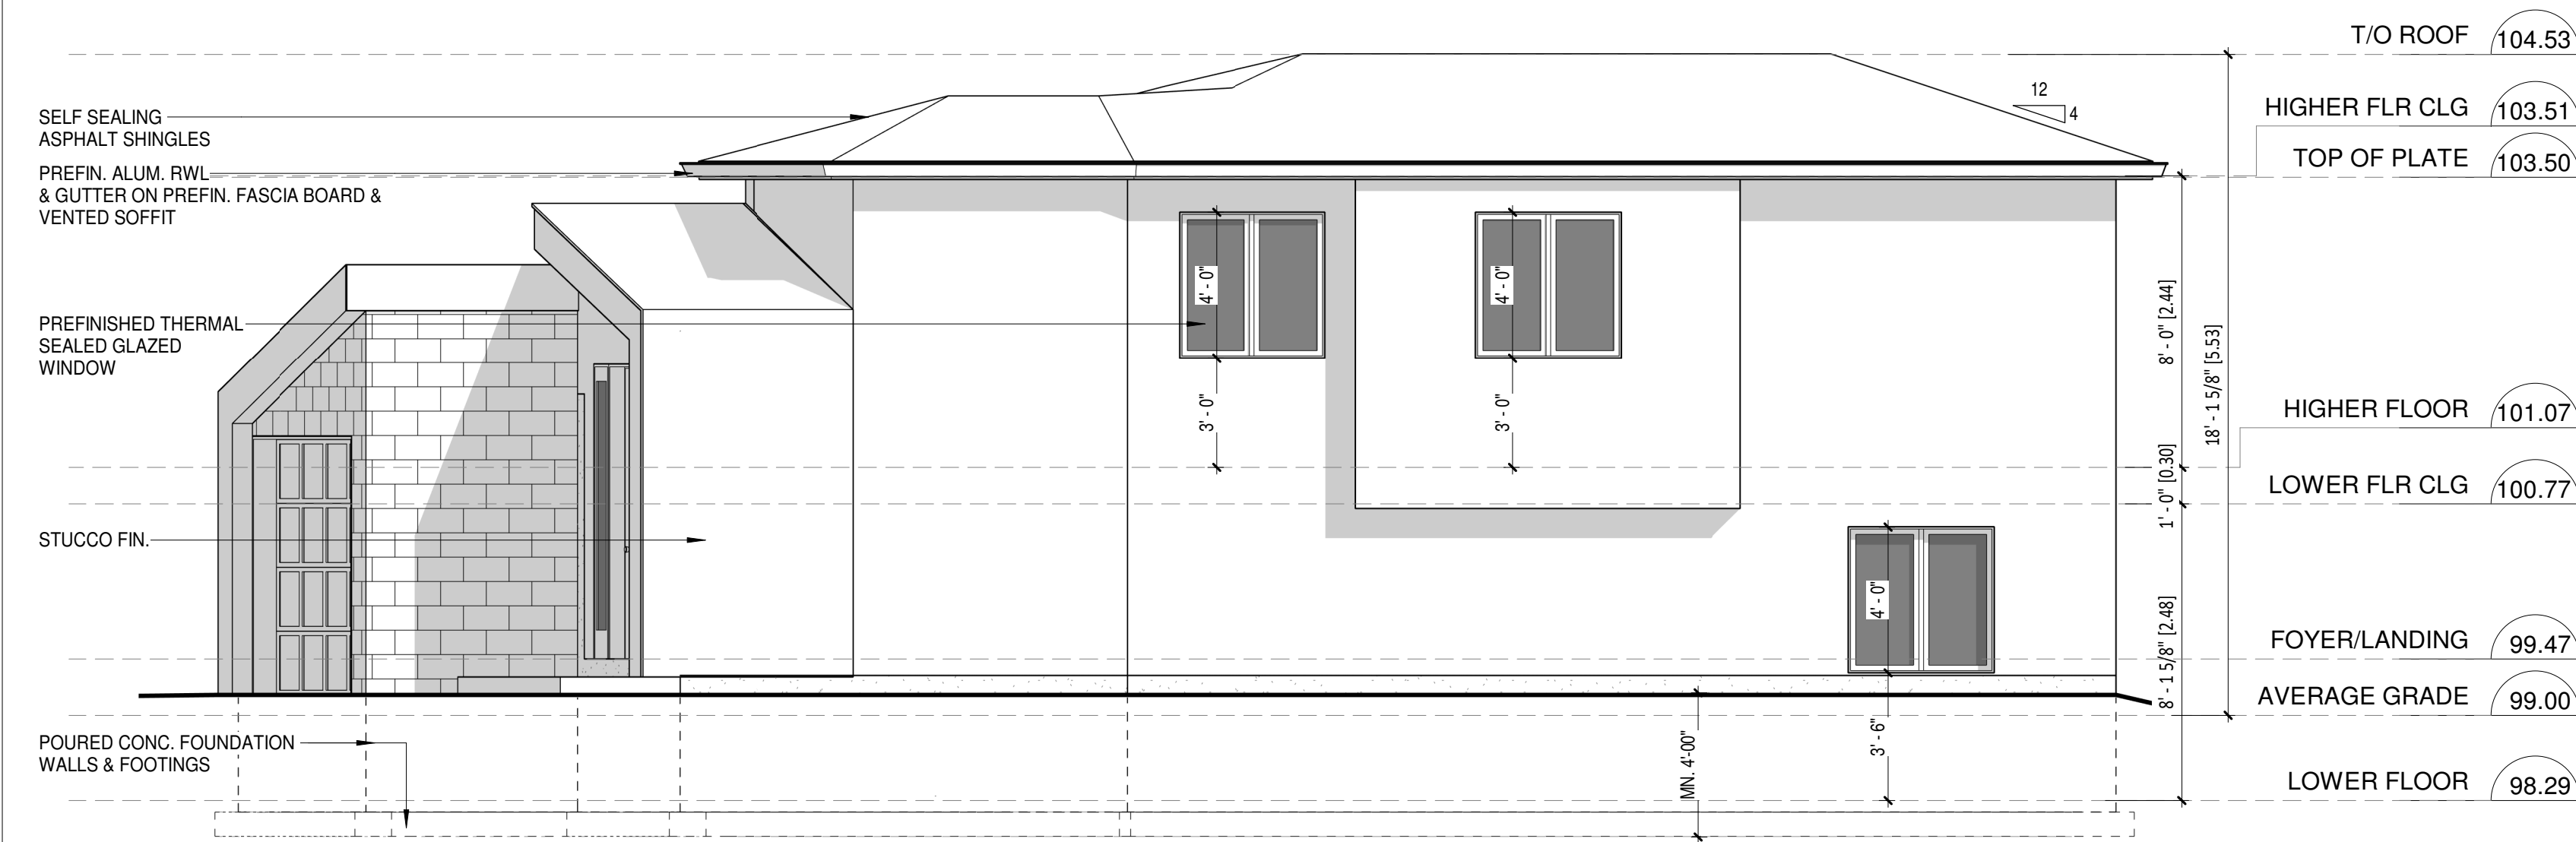 SELF SEALING
ASPHALT SHINGLES
PREFIN. ALUM. RWL
& GUTTER ON PREFIN. FASCIA BOARD &
VENTED SOFFIT
PREFINISHED THERMAL
SEALED GLAZED
WINDOW
STUCCO FIN.
POURED CONC. FOUNDATION
WALLS & FOOTINGS
4' - 0"
3' - 0"
4' - 0"
3' - 0"
4' - 0"
3' - 6"
MN. 4'-00"
12
4
8' - 0" [2.44]
1' - 0" [0.30]
8' - 1 5/8" [2.48]
18' - 1 5/8" [5.53]
T/O ROOF 104.53
HIGHER FLR CLG 103.51
TOP OF PLATE 103.50
HIGHER FLOOR 101.07
LOWER FLR CLG 100.77
FOYER/LANDING 99.47
AVERAGE GRADE 99.00
LOWER FLOOR 98.29